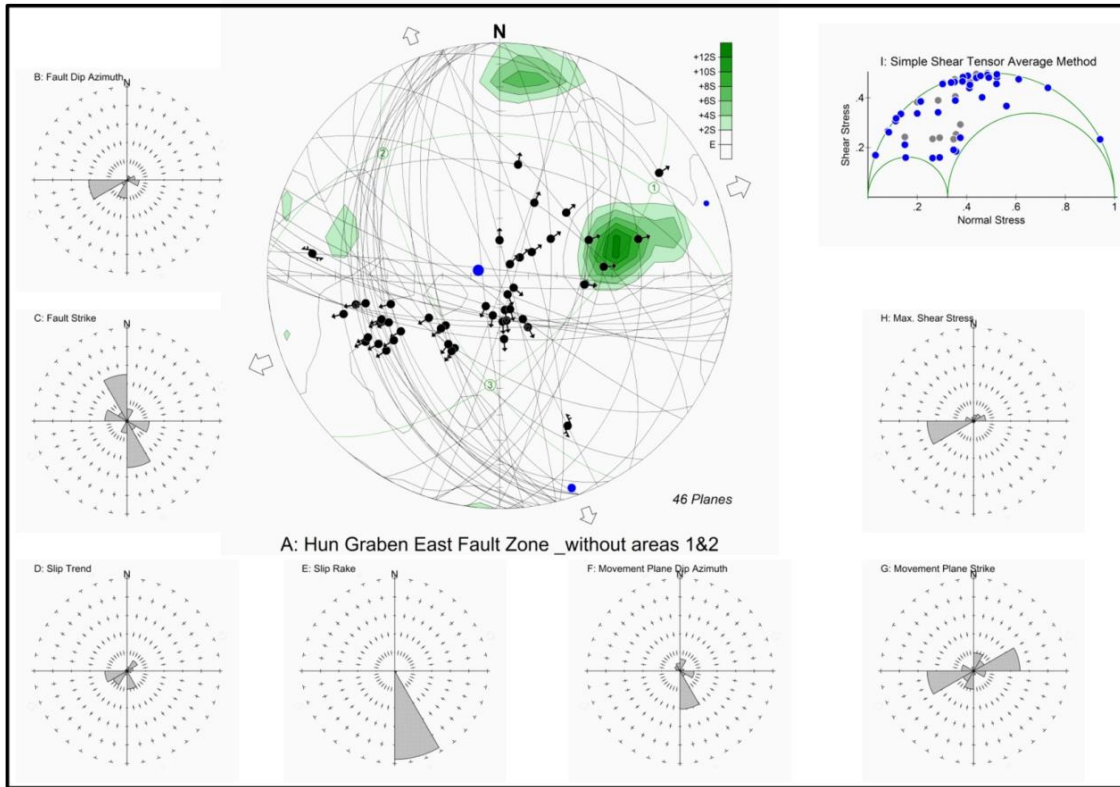 N
+12S
+10S
+8S
+6S
+4S
+2S
E
1
2
3
46 Planes
A: Hun Graben East Fault Zone _without areas 1&2
B: Fault Dip Azimuth
N
C: Fault Strike
N
D: Slip Trend
N
E: Slip Rake
N
F: Movement Plane Dip Azimuth
N
G: Movement Plane Strike
N
H: Max. Shear Stress
N
I: Simple Shear Tensor Average Method
Shear Stress
.4
.2
.2
.4
.6
.8
1
Normal Stress